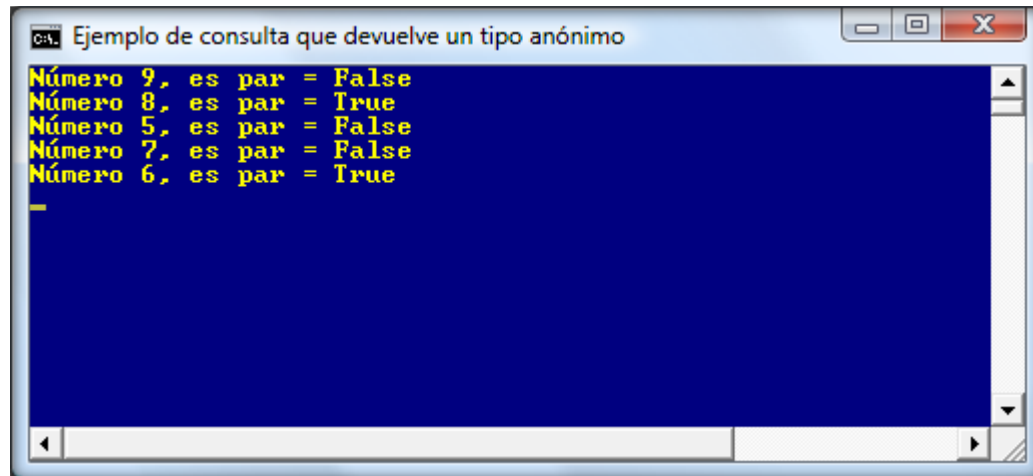 Ejemplo de consulta que devuelve un tipo anónimo
Número 9, es par = False
Número 8, es par = True
Número 5, es par = False
Número 7, es par = False
Número 6, es par = True